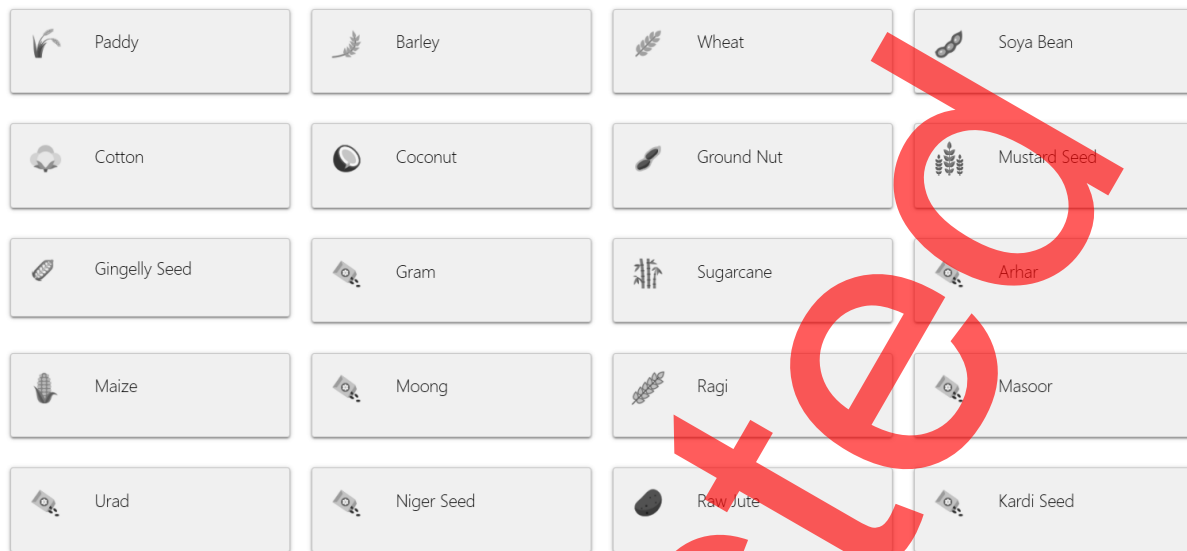 Paddy
Barley
Wheat
Soya Bean
Cotton
Coconut
Ground Nut
Mustard Seed
Gingelly Seed
Gram
Sugarcane
Arhar
Maize
Moong
Ragi
Masoor
Urad
Niger Seed
Raw Jute
Kardi Seed
ted